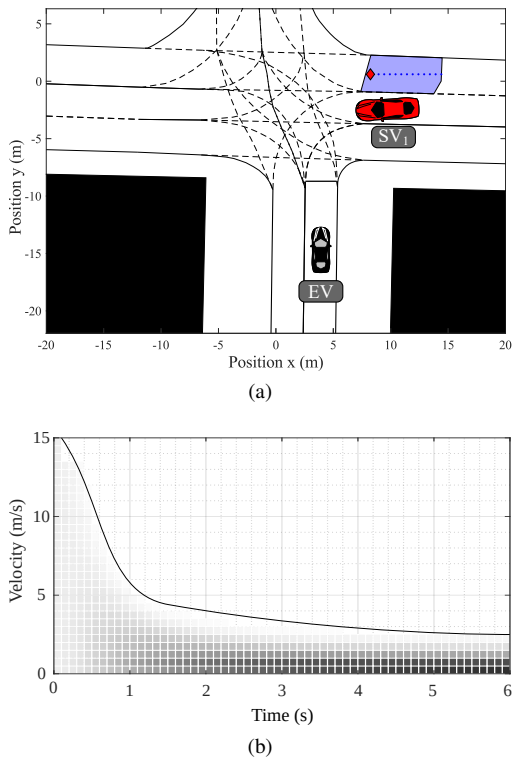 5
0
-5
-10
-15
-20
Position y (m)
SV1
EV
-20 -15 -10 -5 0 5 10 15 20
Position x (m)
(a)
15
10
5
0
Velocity (m/s)
0 1 2 3 4 5 6
Time (s)
(b)